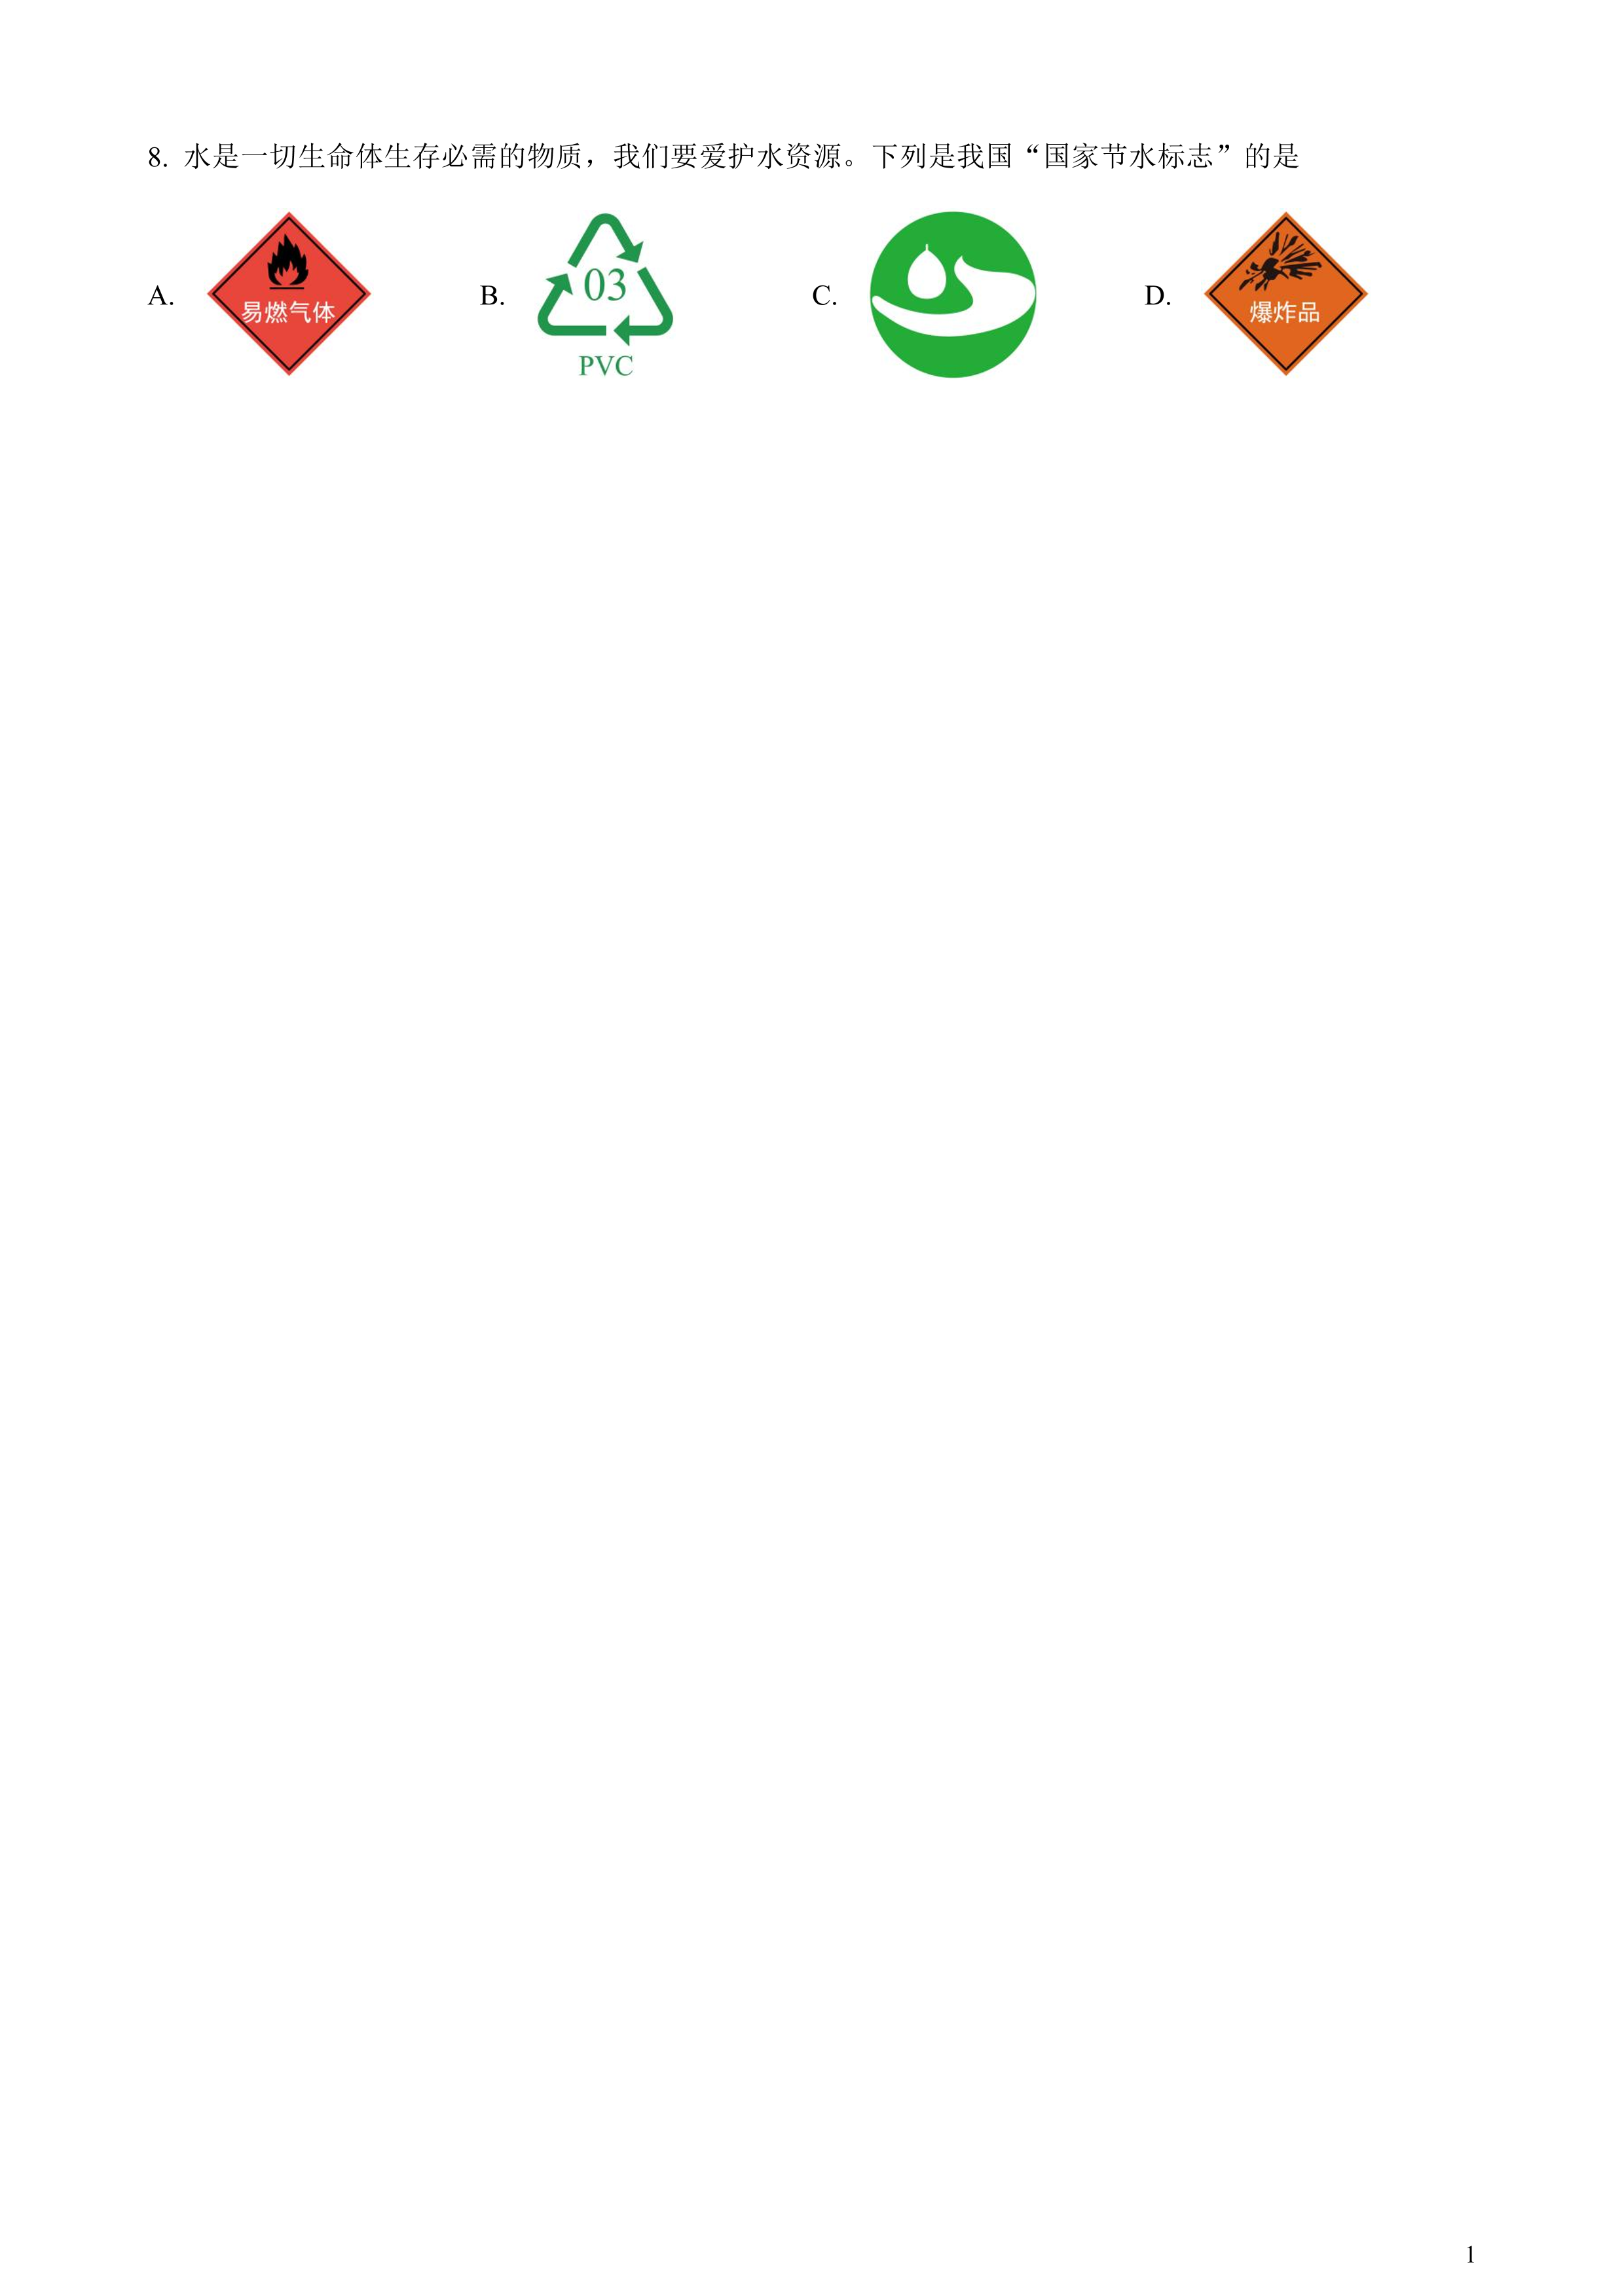 8. 水是一切生命体生存必需的物质，我们要爱护水资源。下列是我国“国家节水标志”的是
A. 易燃气体 B. 03 PVC C. D. 爆炸品
1